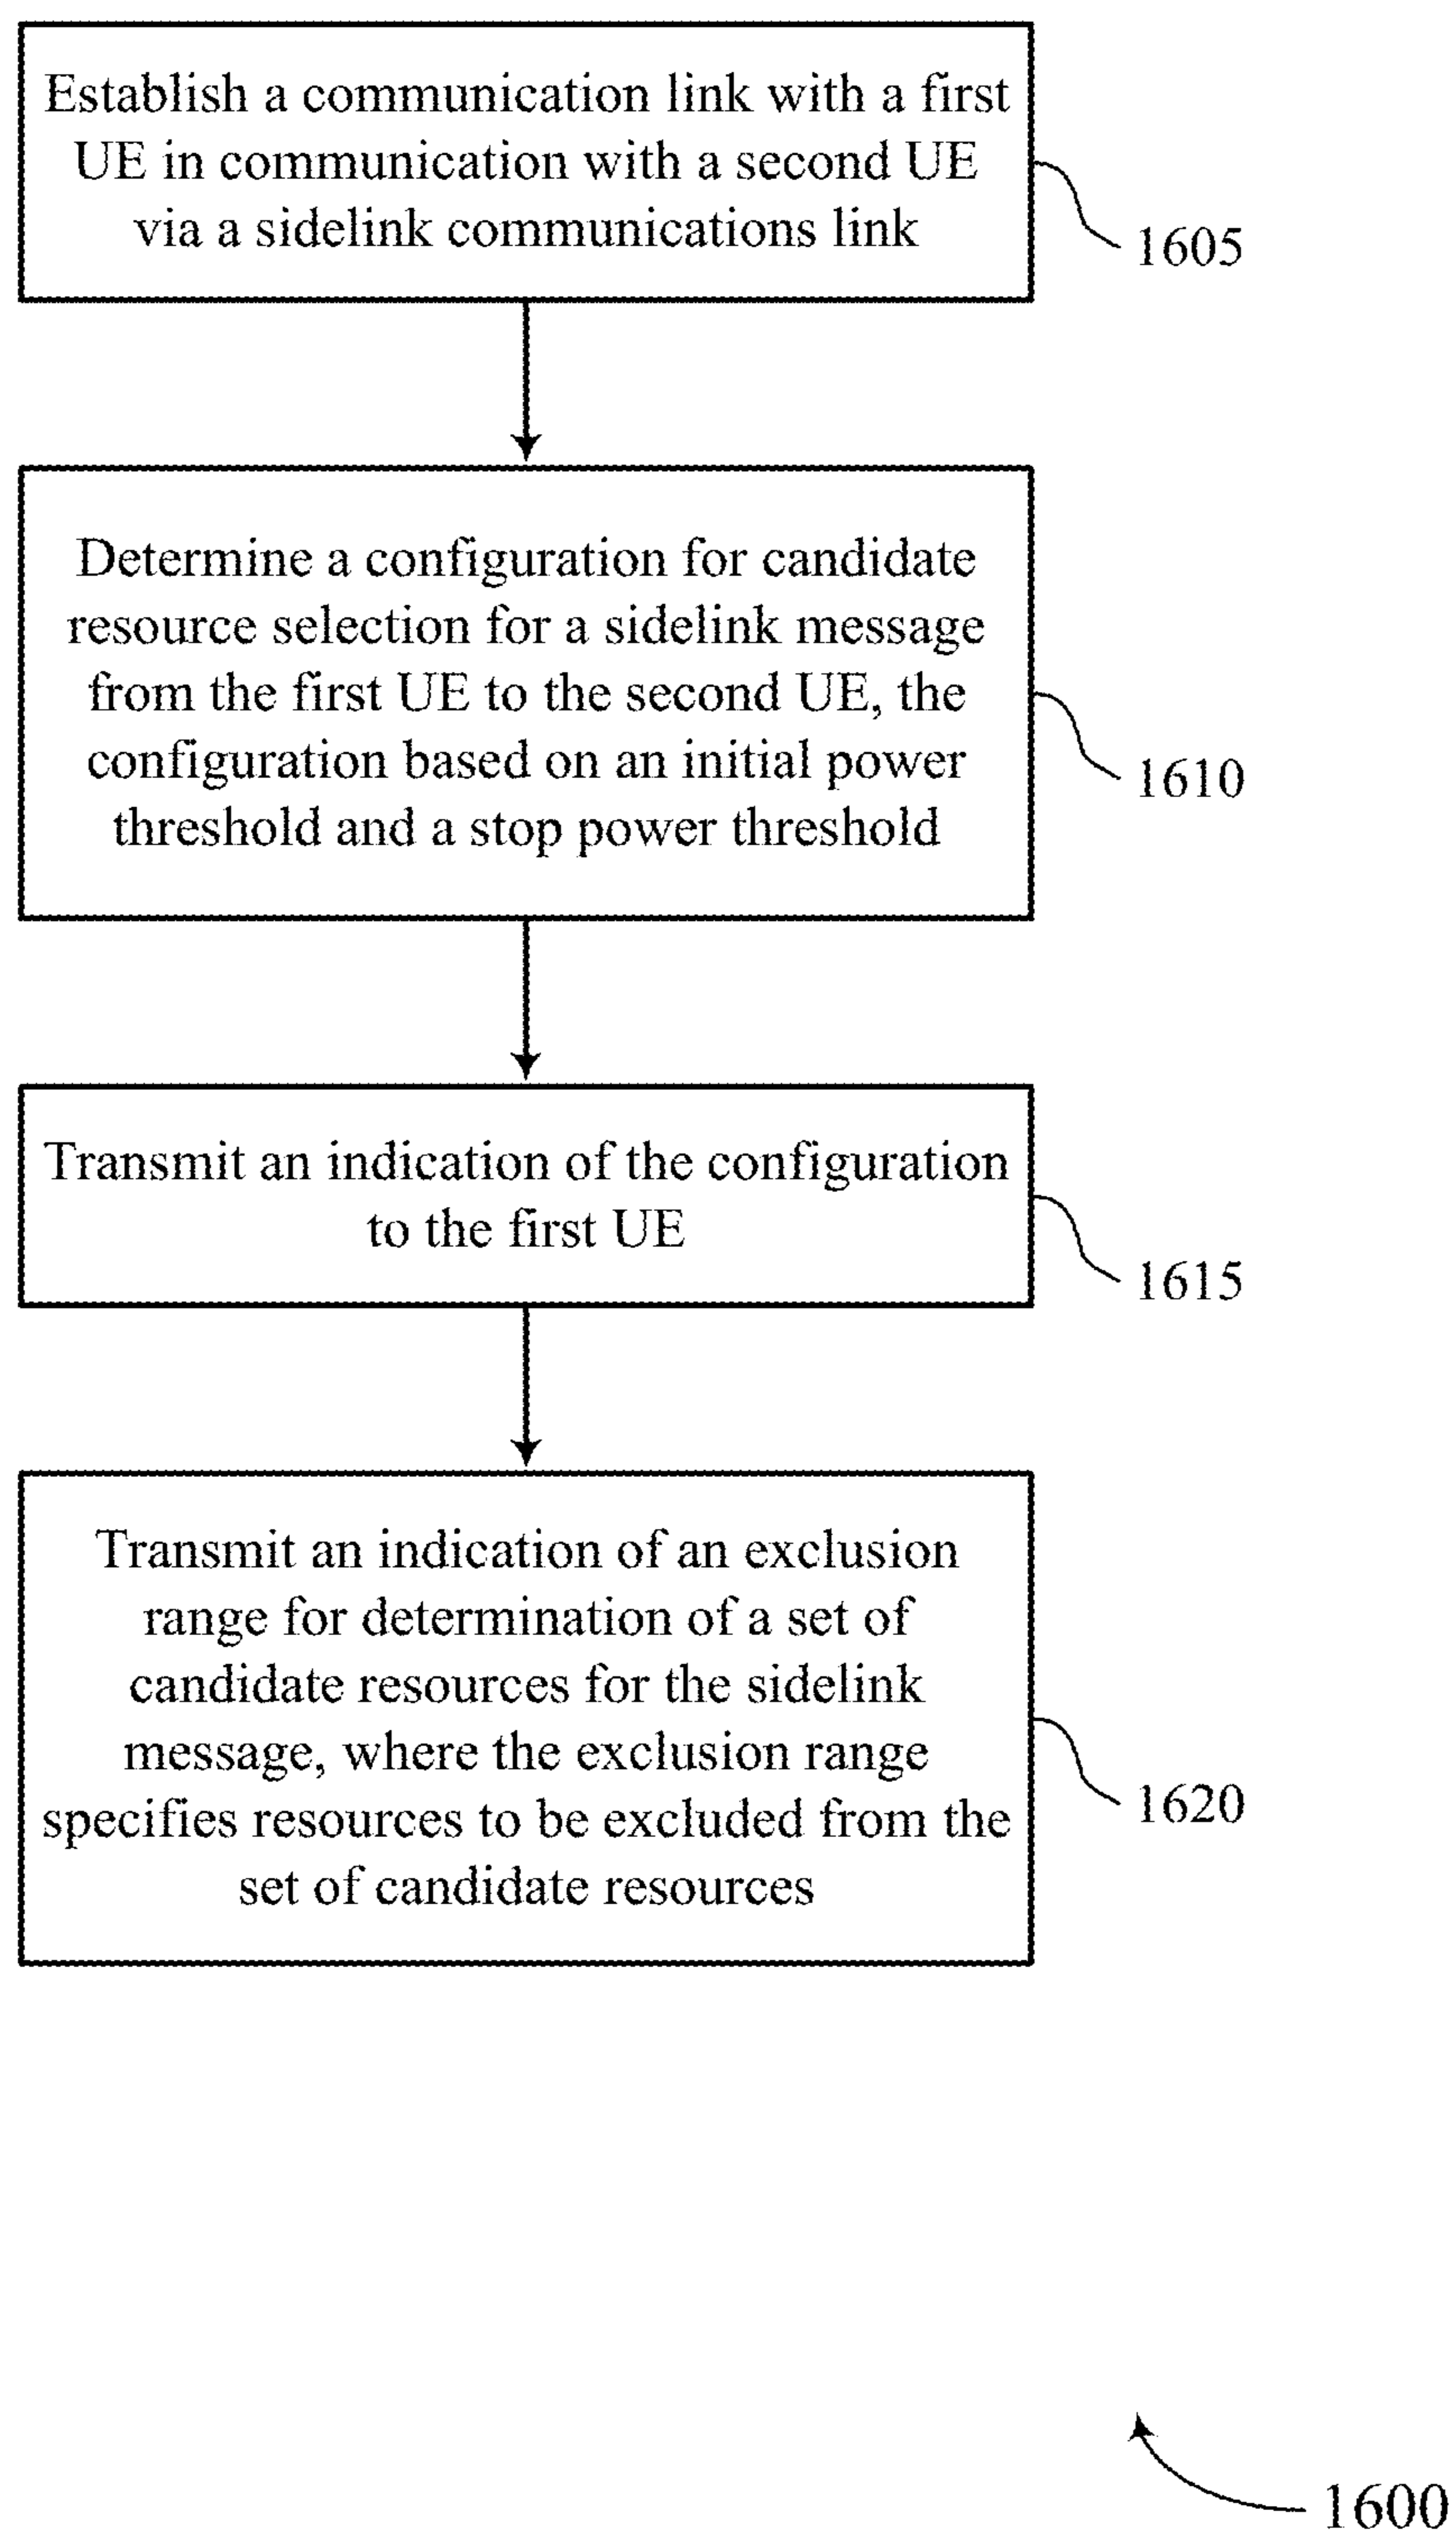 Establish a communication link with a first
UE in communication with a second UE
via a sidelink communications link
1605
Determine a configuration for candidate
resource selection for a sidelink message
from the first UE to the second UE, the
configuration based on an initial power
threshold and a stop power threshold
1610
Transmit an indication of the configuration
to the first UE
1615
Transmit an indication of an exclusion
range for determination of a set of
candidate resources for the sidelink
message, where the exclusion range
specifies resources to be excluded from the
set of candidate resources
1620
1600